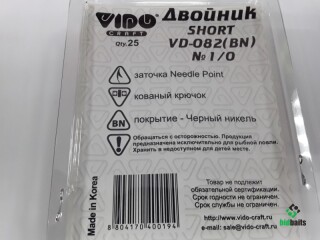 VIDO
CRAFT
Qty.25
Двойник
SHORT
VD-082(BN)
№ 1/0
заточка Needle Point
кованый крючок
BN
покрытие - Черный никель
Обращаться с осторожностью. Продукция
предназначена исключительно для рыбной ловли.
Хранить в недоступном для детей месте.
Made in Korea
8804170400194
Товар не подлежит
обязательной сертификации.
Срок годности не ограничен.
Срок службы не ограничен.
http://www.vido-craft.ru
e-mail: sale@vido-craft.ru
bigbaits